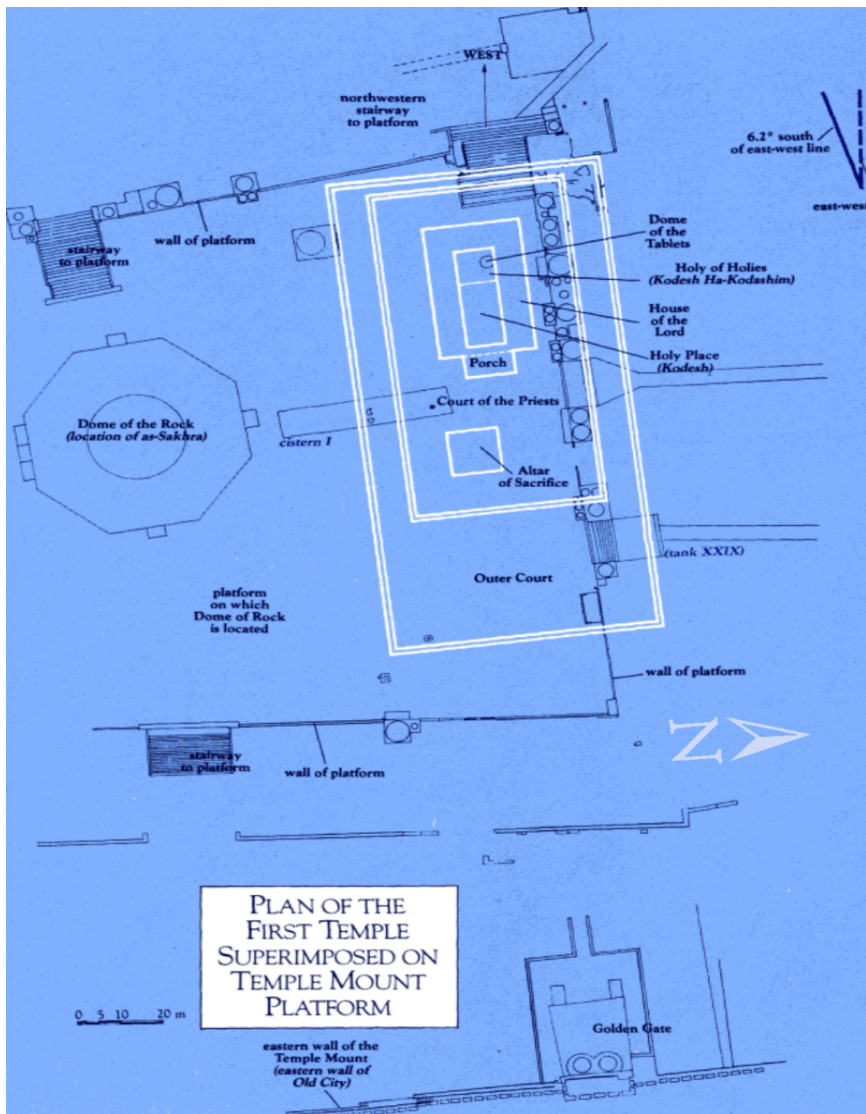 WEST
northwestern
stairway
to platform
6.2° south
of east-west line
east-west
stairway
to platform
wall of platform
Dome
of the
Tablets
Holy of Holies
(Kodesh Ha-Kodashim)
House
of the
Lord
Holy Place
(Kodesh)
Porch
Court of the Priests
Dome of the Rock
(location of as-Sakhra)
cistern I
Altar
of Sacrifice
(tank XXIX)
Outer Court
platform
on which
Dome of Rock
is located
wall of platform
N
stairway
to platform
wall of platform
PLAN OF THE
FIRST TEMPLE
SUPERIMPOSED ON
TEMPLE MOUNT
PLATFORM
0 5 10 20 m
Golden Gate
eastern wall of the
Temple Mount
(eastern wall of
Old City)